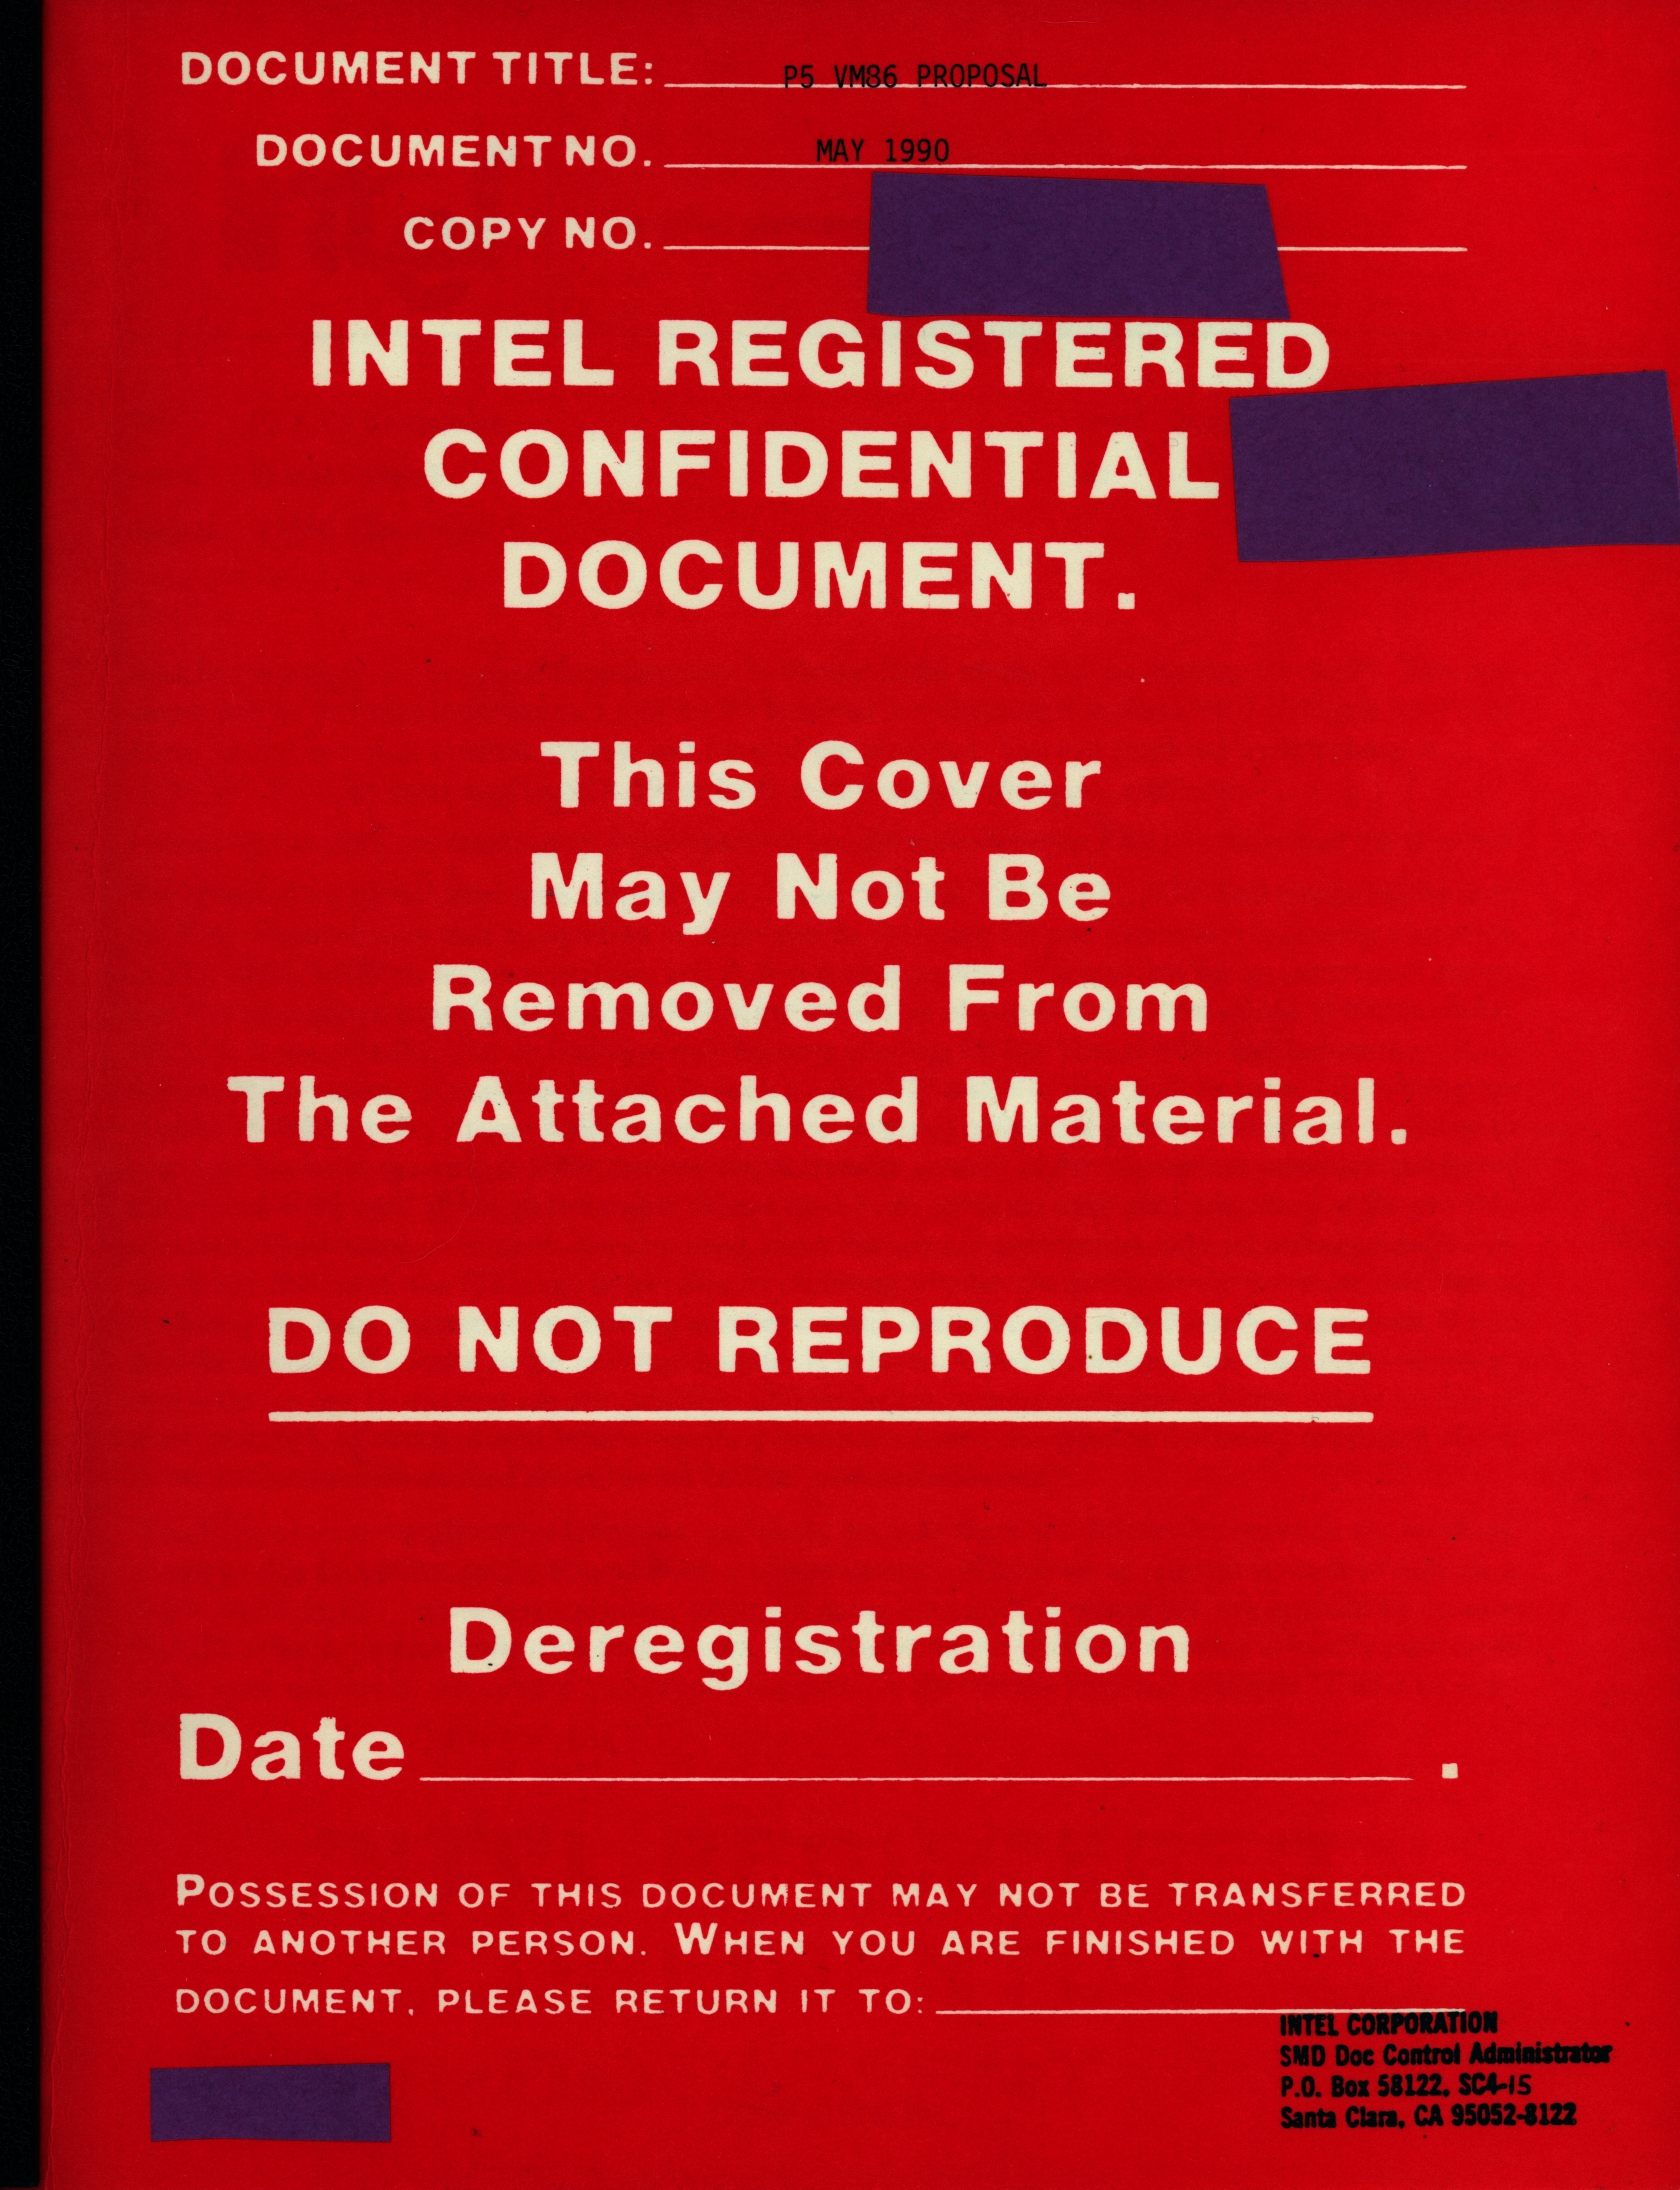 DOCUMENT TITLE: P5 VM86 PROPOSAL
DOCUMENT NO. MAY 1990
COPY NO.
INTEL REGISTERED
CONFIDENTIAL
DOCUMENT.
This Cover
May Not Be
Removed From
The Attached Material.
DO NOT REPRODUCE
Deregistration
Date .
POSSESSION OF THIS DOCUMENT MAY NOT BE TRANSFERRED
TO ANOTHER PERSON. WHEN YOU ARE FINISHED WITH THE
DOCUMENT, PLEASE RETURN IT TO:
INTEL CORPORATION
SMD Doc Control Administrator
P.O. Box 58122, SC4-15
Santa Clara, CA 95052-8122